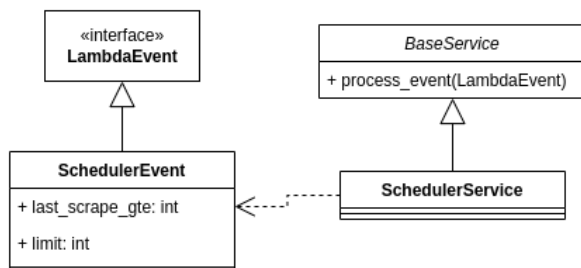 «interface»
LambdaEvent
BaseService
+ process_event(LambdaEvent)
SchedulerEvent
+ last_scrape_gte: int
+ limit: int
SchedulerService